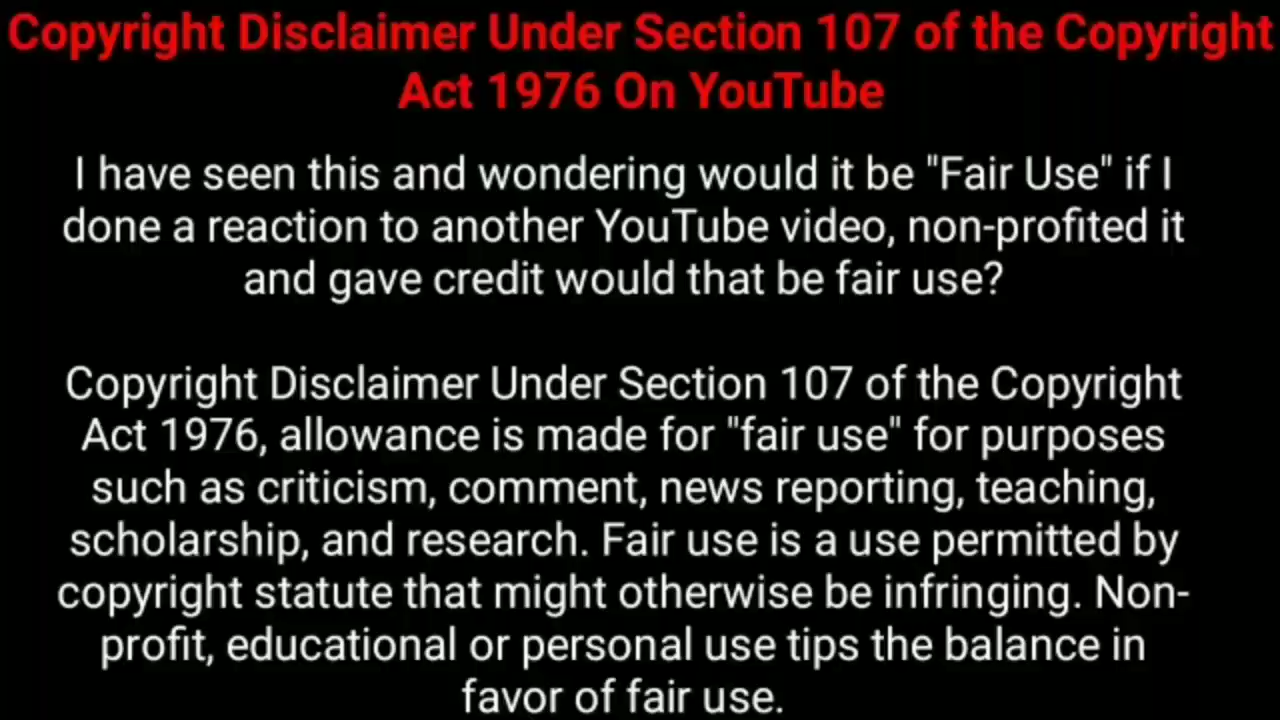 Copyright Disclaimer Under Section 107 of the Copyright
Act 1976 On YouTube
I have seen this and wondering would it be "Fair Use" if I
done a reaction to another YouTube video, non-profited it
and gave credit would that be fair use?
Copyright Disclaimer Under Section 107 of the Copyright
Act 1976, allowance is made for "fair use" for purposes
such as criticism, comment, news reporting, teaching,
scholarship, and research. Fair use is a use permitted by
copyright statute that might otherwise be infringing. Non-
profit, educational or personal use tips the balance in
favor of fair use.